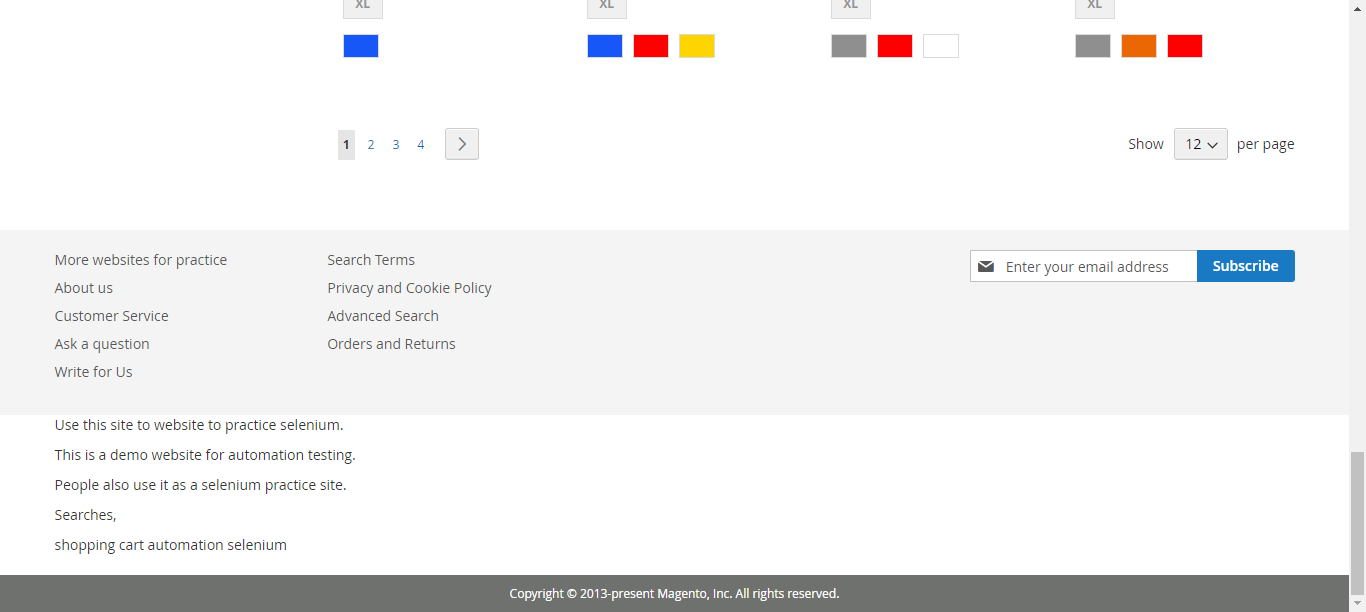 XL XL XL XL
1 2 3 4 Show 12 per page
More websites for practice Search Terms Enter your email address Subscribe
About us Privacy and Cookie Policy
Customer Service Advanced Search
Ask a question Orders and Returns
Write for Us
Use this site to website to practice selenium.
This is a demo website for automation testing.
People also use it as a selenium practice site.
Searches,
shopping cart automation selenium
Copyright © 2013-present Magento, Inc. All rights reserved.